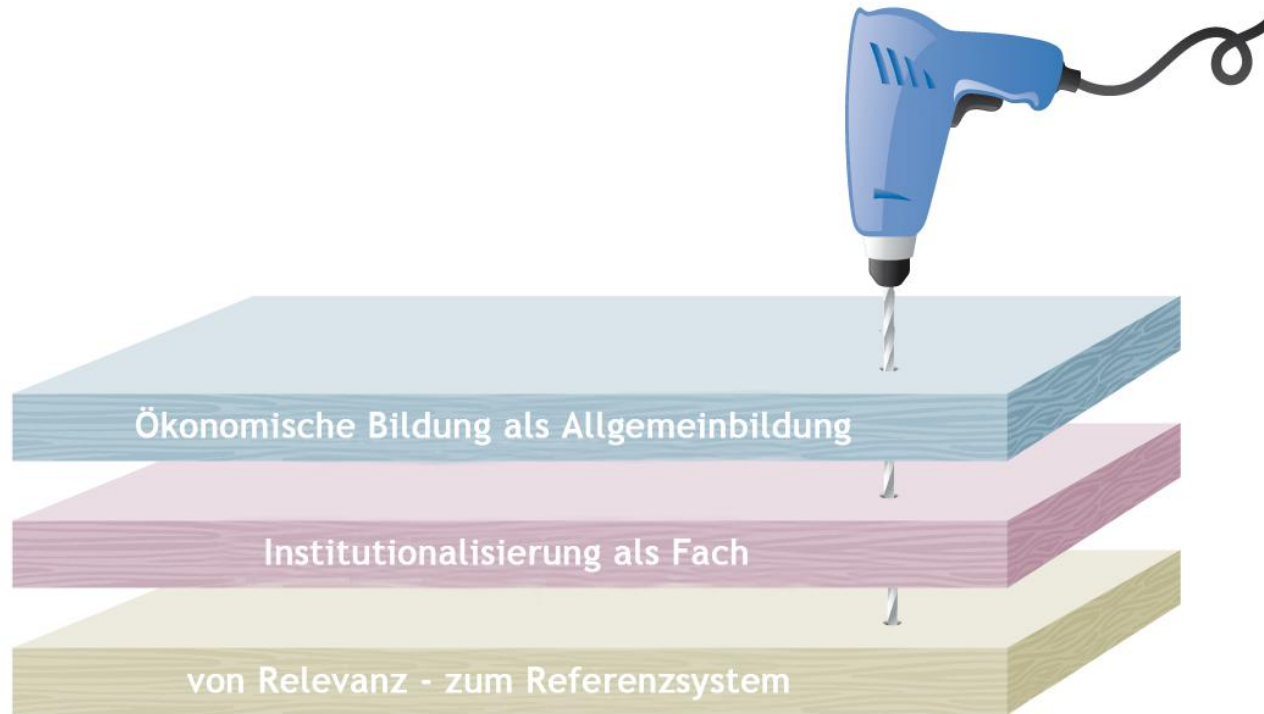 Ökonomische Bildung als Allgemeinbildung
Institutionalisierung als Fach
von Relevanz - zum Referenzsystem